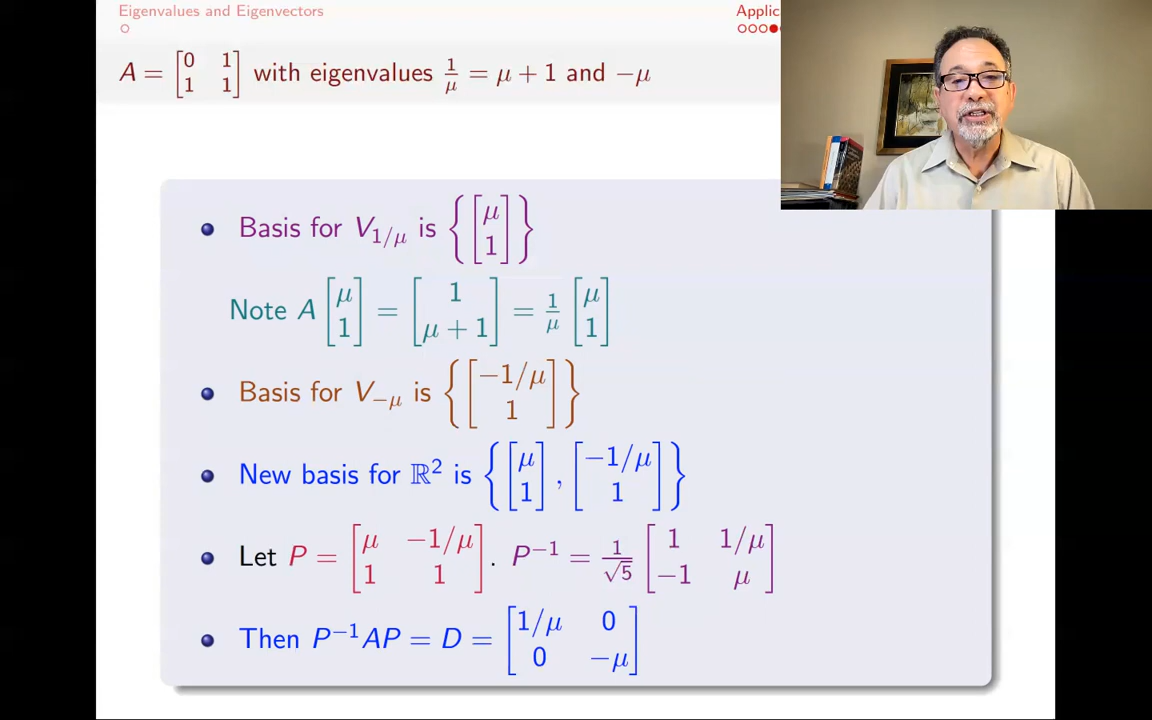 Eigenvalues and Eigenvectors
Applic
A = [0 1; 1 1] with eigenvalues 1/μ = μ + 1 and −μ
Basis for V_{1/μ} is {[μ; 1]}
Note A [μ; 1] = [1; μ + 1] = 1/μ [μ; 1]
Basis for V_{−μ} is {[−1/μ; 1]}
New basis for ℝ² is {[μ; 1], [−1/μ; 1]}
Let P = [μ −1/μ; 1 1]. P⁻¹ = 1/√5 [1 1/μ; −1 μ]
Then P⁻¹AP = D = [1/μ 0; 0 −μ]